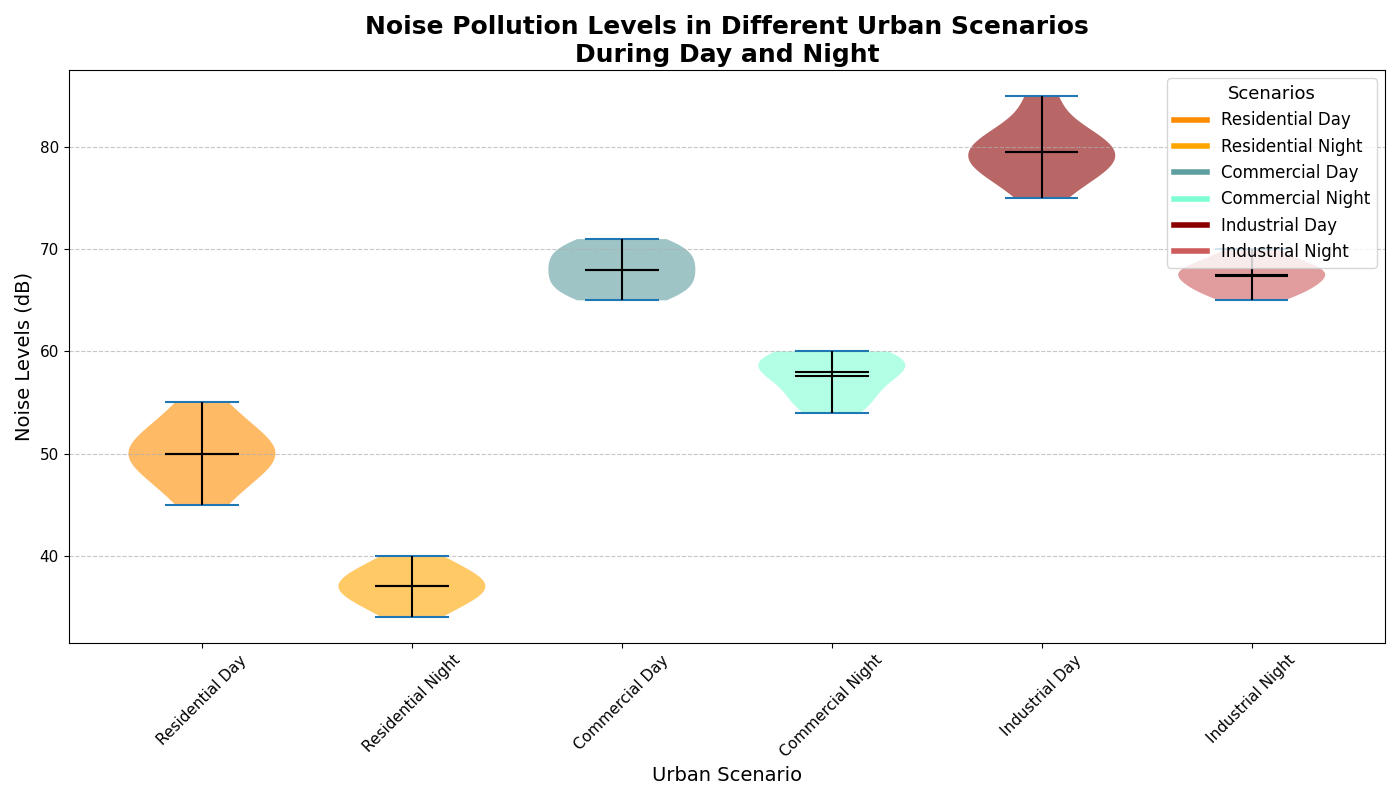 Noise Pollution Levels in Different Urban Scenarios
During Day and Night
Noise Levels (dB)
80
70
60
50
40
Scenarios
Residential Day
Residential Night
Commercial Day
Commercial Night
Industrial Day
Industrial Night
Residential Day
Residential Night
Commercial Day
Commercial Night
Industrial Day
Industrial Night
Urban Scenario